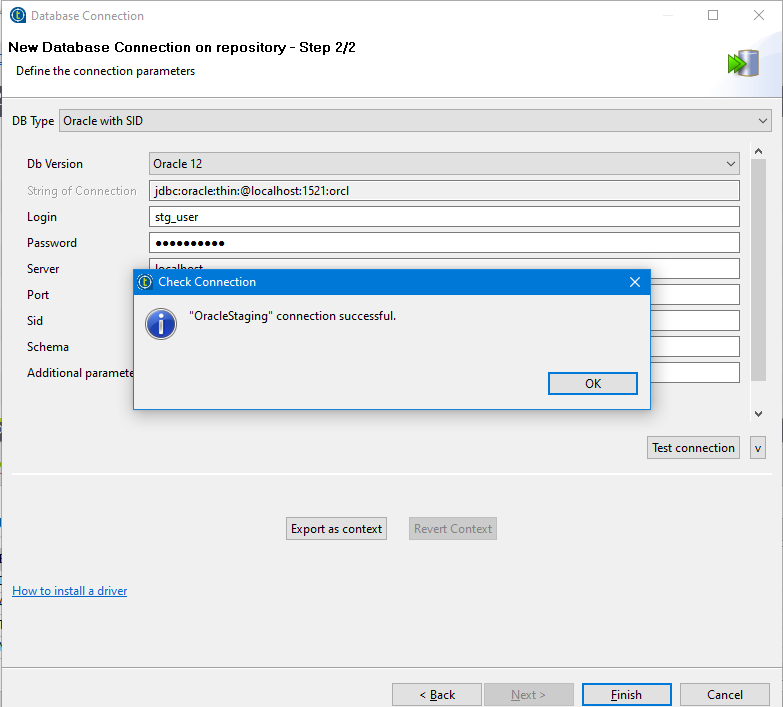 Database Connection
New Database Connection on repository - Step 2/2
Define the connection parameters
DB Type Oracle with SID
Db Version Oracle 12
String of Connection jdbc:oracle:thin:@localhost:1521:orcl
Login stg_user
Password ●●●●●●●●●●
Server localhost
Check Connection
Port
"OracleStaging" connection successful.
Sid
Schema
Additional paramete
OK
Test connection v
Export as context Revert Context
How to install a driver
< Back Next > Finish Cancel